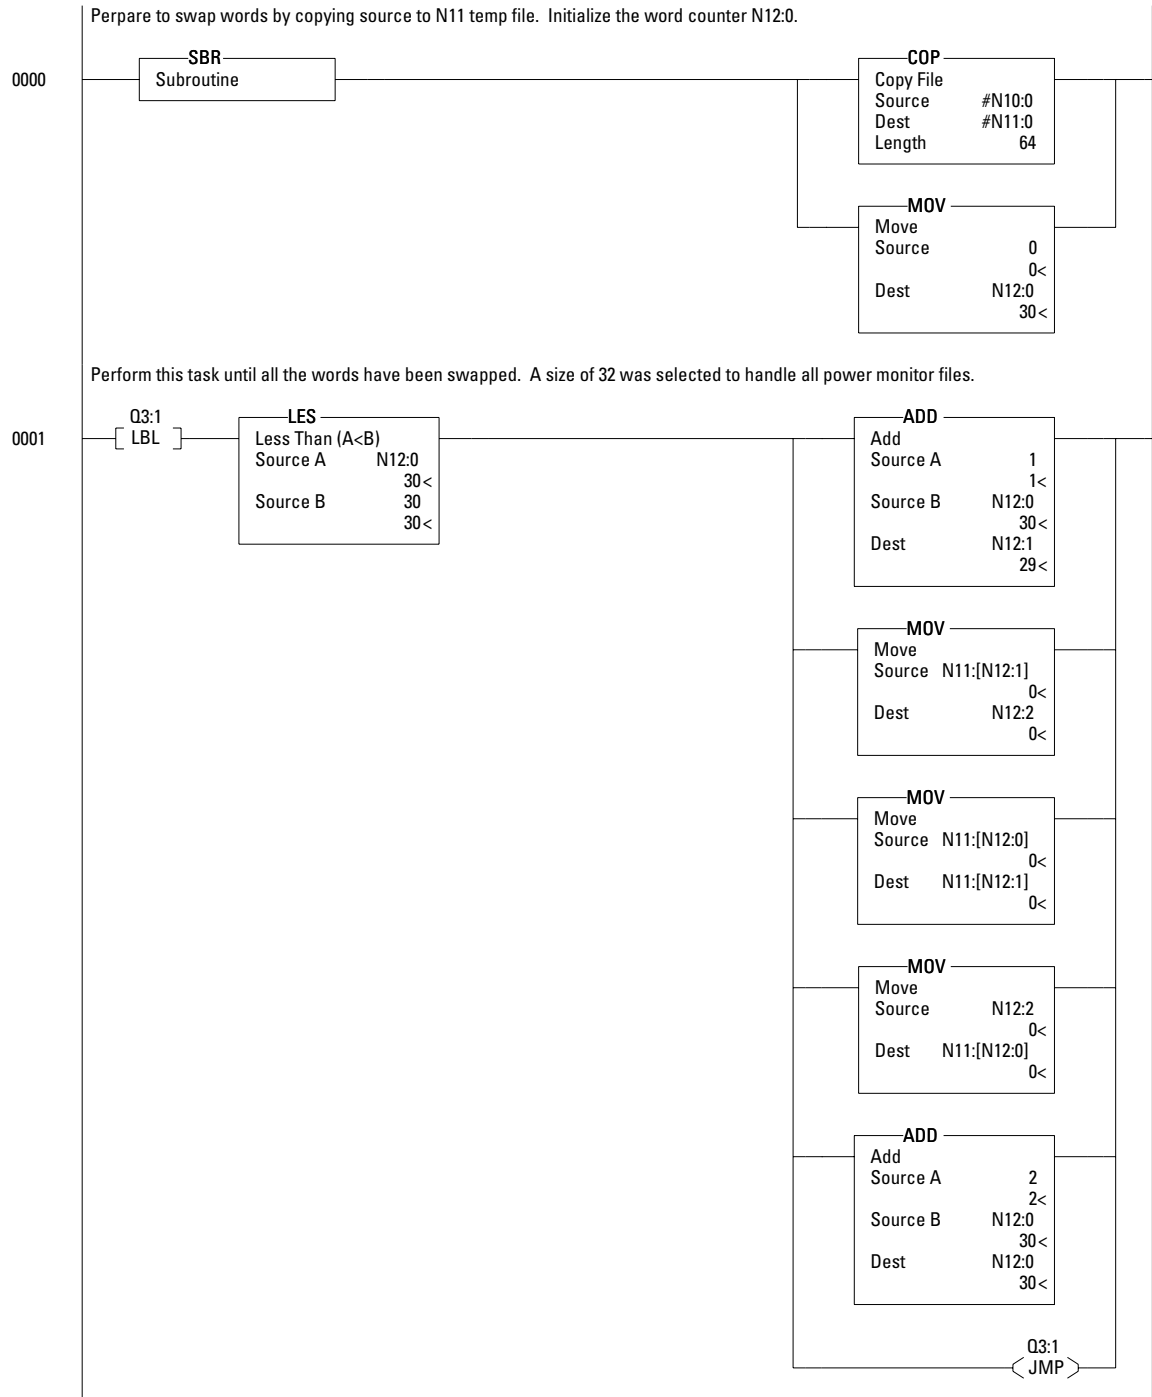 Perpare to swap words by copying source to N11 temp file.  Initialize the word counter N12:0.
0000
SBR
Subroutine
COP
Copy File
Source #N10:0
Dest #N11:0
Length 64
MOV
Move
Source 0
0<
Dest N12:0
30<
Perform this task until all the words have been swapped.  A size of 32 was selected to handle all power monitor files.
0001
Q3:1
LBL
LES
Less Than (A<B)
Source A N12:0
30<
Source B 30
30<
ADD
Add
Source A 1
1<
Source B N12:0
30<
Dest N12:1
29<
MOV
Move
Source N11:[N12:1]
0<
Dest N12:2
0<
MOV
Move
Source N11:[N12:0]
0<
Dest N11:[N12:1]
0<
MOV
Move
Source N12:2
0<
Dest N11:[N12:0]
0<
ADD
Add
Source A 2
2<
Source B N12:0
30<
Dest N12:0
30<
Q3:1
JMP